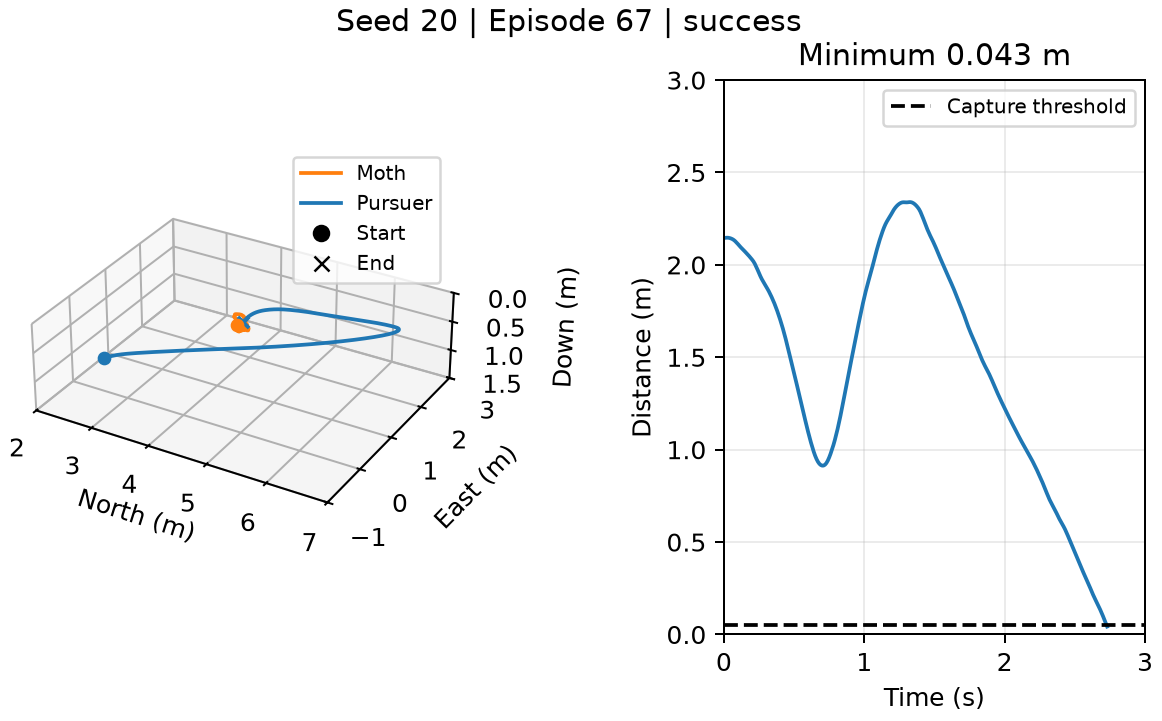 Seed 20 | Episode 67 | success
Moth
Pursuer
Start
End
0.0
0.5
1.0
1.5
Down (m)
2
3
4
5
6
7
North (m)
−1
0
1
2
3
East (m)
Minimum 0.043 m
Capture threshold
3.0
2.5
2.0
1.5
1.0
0.5
0.0
Distance (m)
0
1
2
3
Time (s)